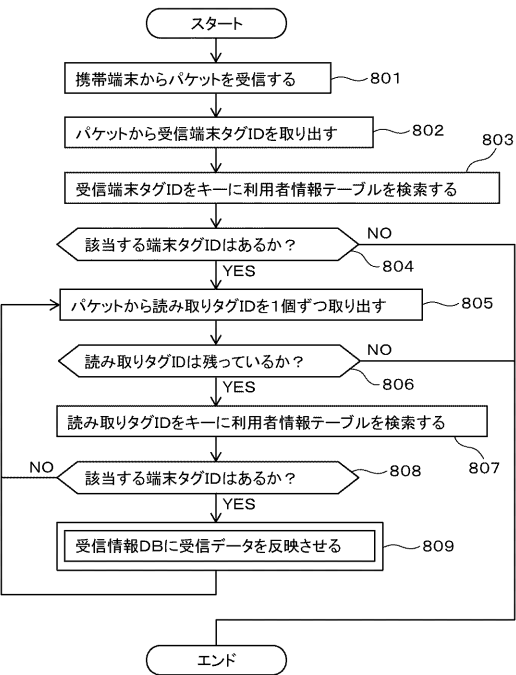 スタート
携帯端末からパケットを受信する
801
パケットから受信端末タグIDを取り出す
802
803
受信端末タグIDをキーに利用者情報テーブルを検索する
該当する端末タグIDはあるか?
NO
804
YES
パケットから読み取りタグIDを1個ずつ取り出す
805
読み取りタグIDは残っているか?
NO
806
YES
読み取りタグIDをキーに利用者情報テーブルを検索する
807
NO
該当する端末タグIDはあるか?
808
YES
受信情報DBに受信データを反映させる
809
エンド